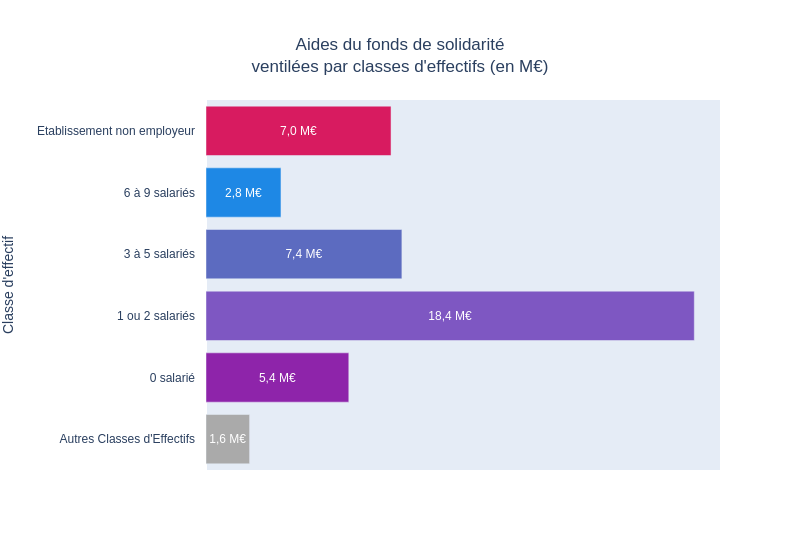 Aides du fonds de solidarité
ventilées par classes d'effectifs (en M€)
Classe d'effectif
Etablissement non employeur
7,0 M€
6 à 9 salariés
2,8 M€
3 à 5 salariés
7,4 M€
1 ou 2 salariés
18,4 M€
0 salarié
5,4 M€
Autres Classes d'Effectifs
1,6 M€